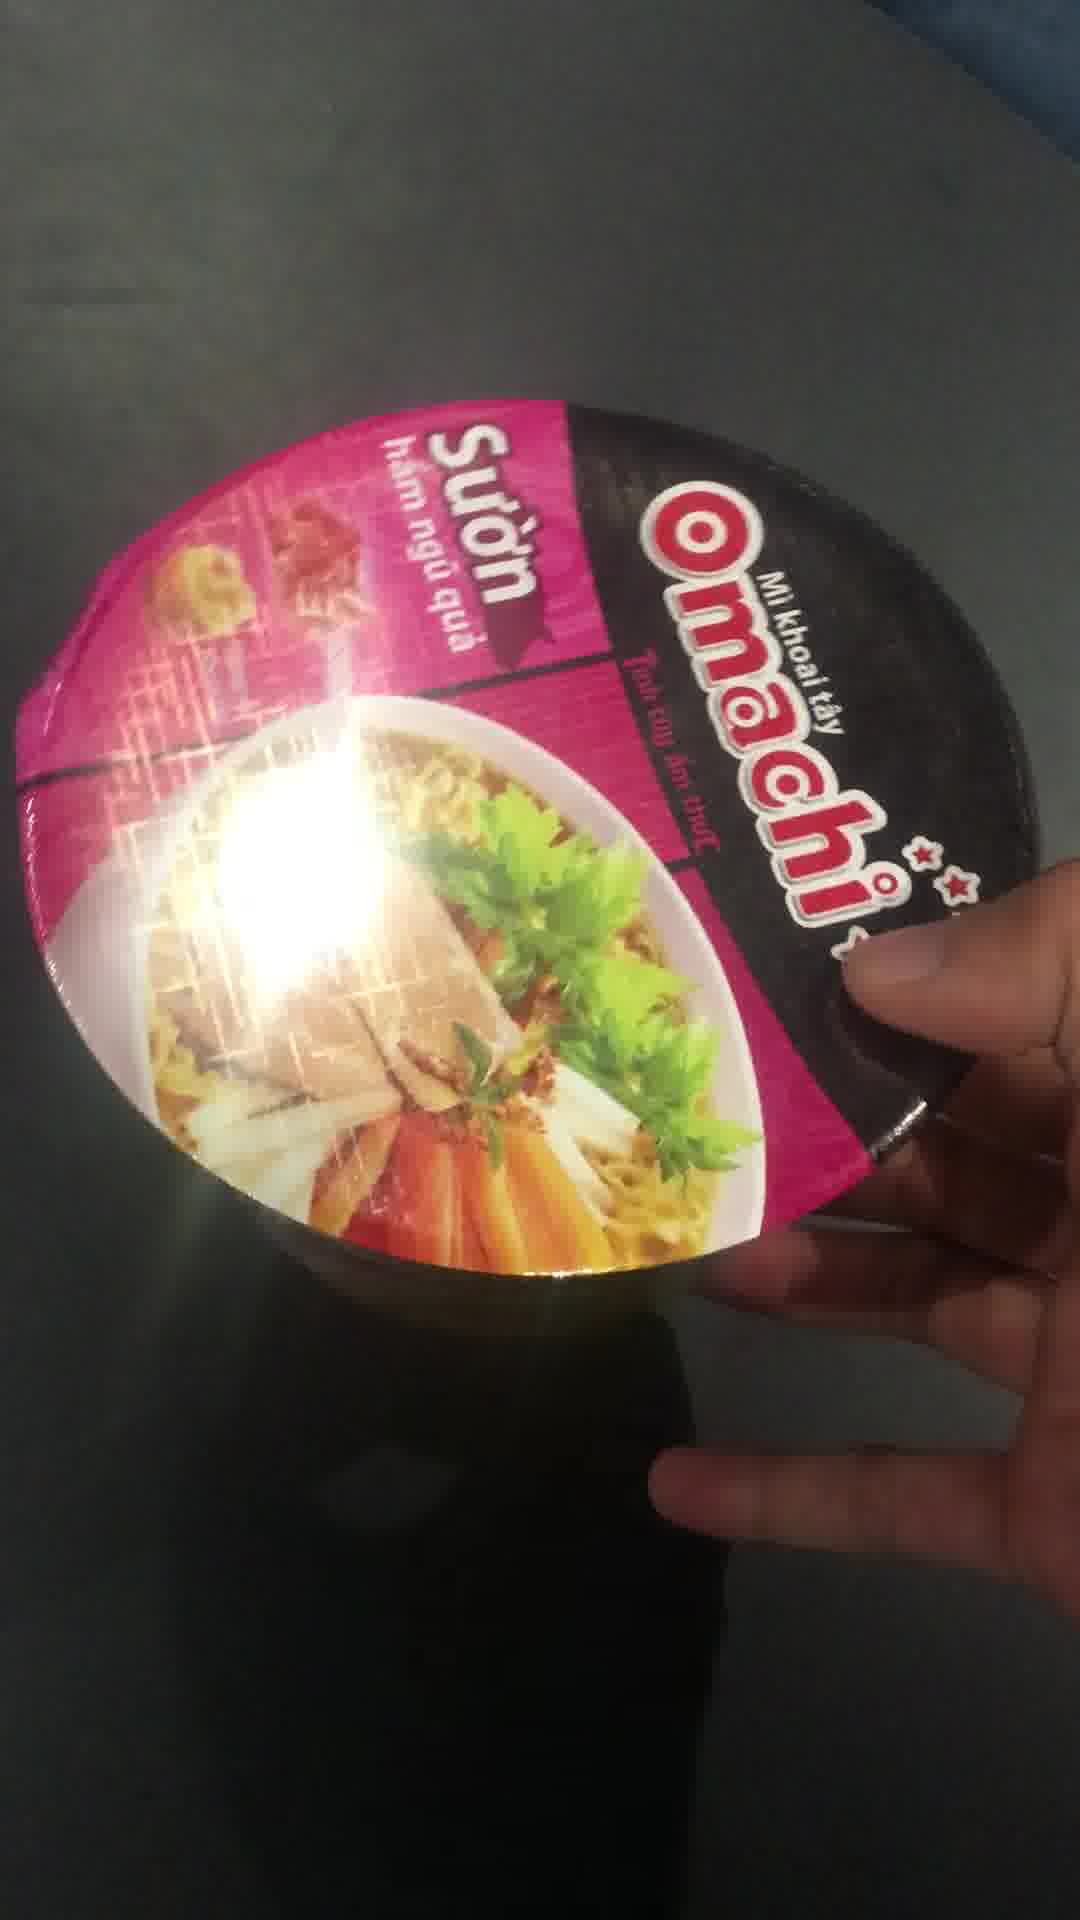 Mì khoai tây
Omachi
Tinh túy ẩm thực
Sườn
hầm ngũ quả